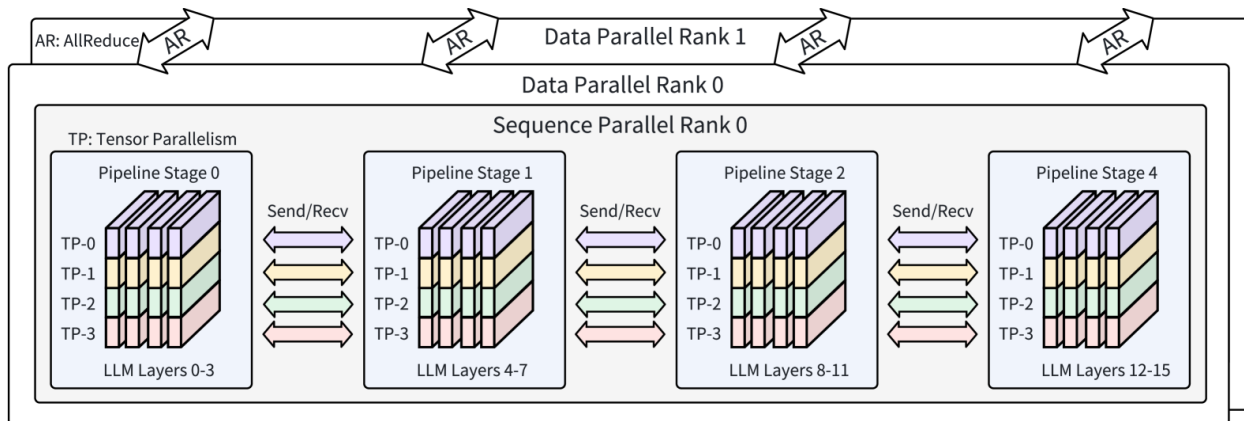 AR: AllReduce
AR
AR
AR
AR
Data Parallel Rank 1
Data Parallel Rank 0
Sequence Parallel Rank 0
TP: Tensor Parallelism
Pipeline Stage 0
TP-0
TP-1
TP-2
TP-3
LLM Layers 0-3
Send/Recv
Pipeline Stage 1
TP-0
TP-1
TP-2
TP-3
LLM Layers 4-7
Send/Recv
Pipeline Stage 2
TP-0
TP-1
TP-2
TP-3
LLM Layers 8-11
Send/Recv
Pipeline Stage 4
TP-0
TP-1
TP-2
TP-3
LLM Layers 12-15